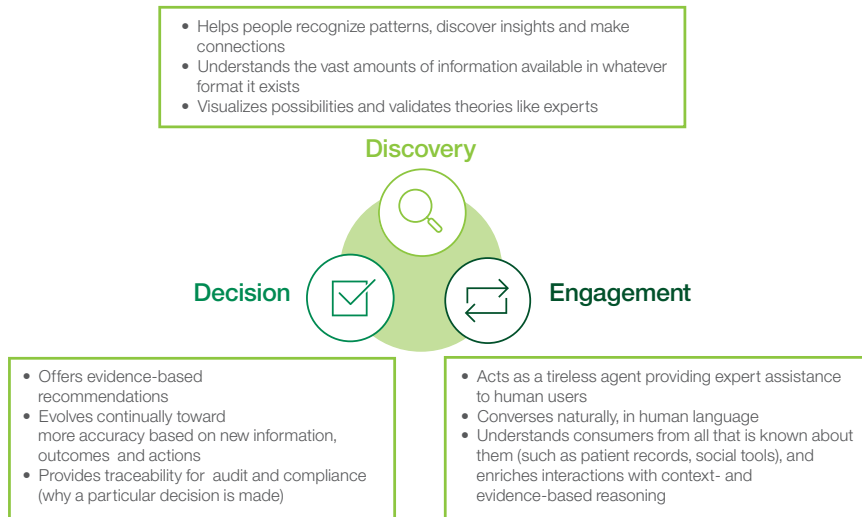 • Helps people recognize patterns, discover insights and make
connections
• Understands the vast amounts of information available in whatever
format it exists
• Visualizes possibilities and validates theories like experts
Discovery
Decision
Engagement
• Offers evidence-based
recommendations
• Evolves continually toward
more accuracy based on new information,
outcomes and actions
• Provides traceability for audit and compliance
(why a particular decision is made)
• Acts as a tireless agent providing expert assistance
to human users
• Converses naturally, in human language
• Understands consumers from all that is known about
them (such as patient records, social tools), and
enriches interactions with context- and
evidence-based reasoning